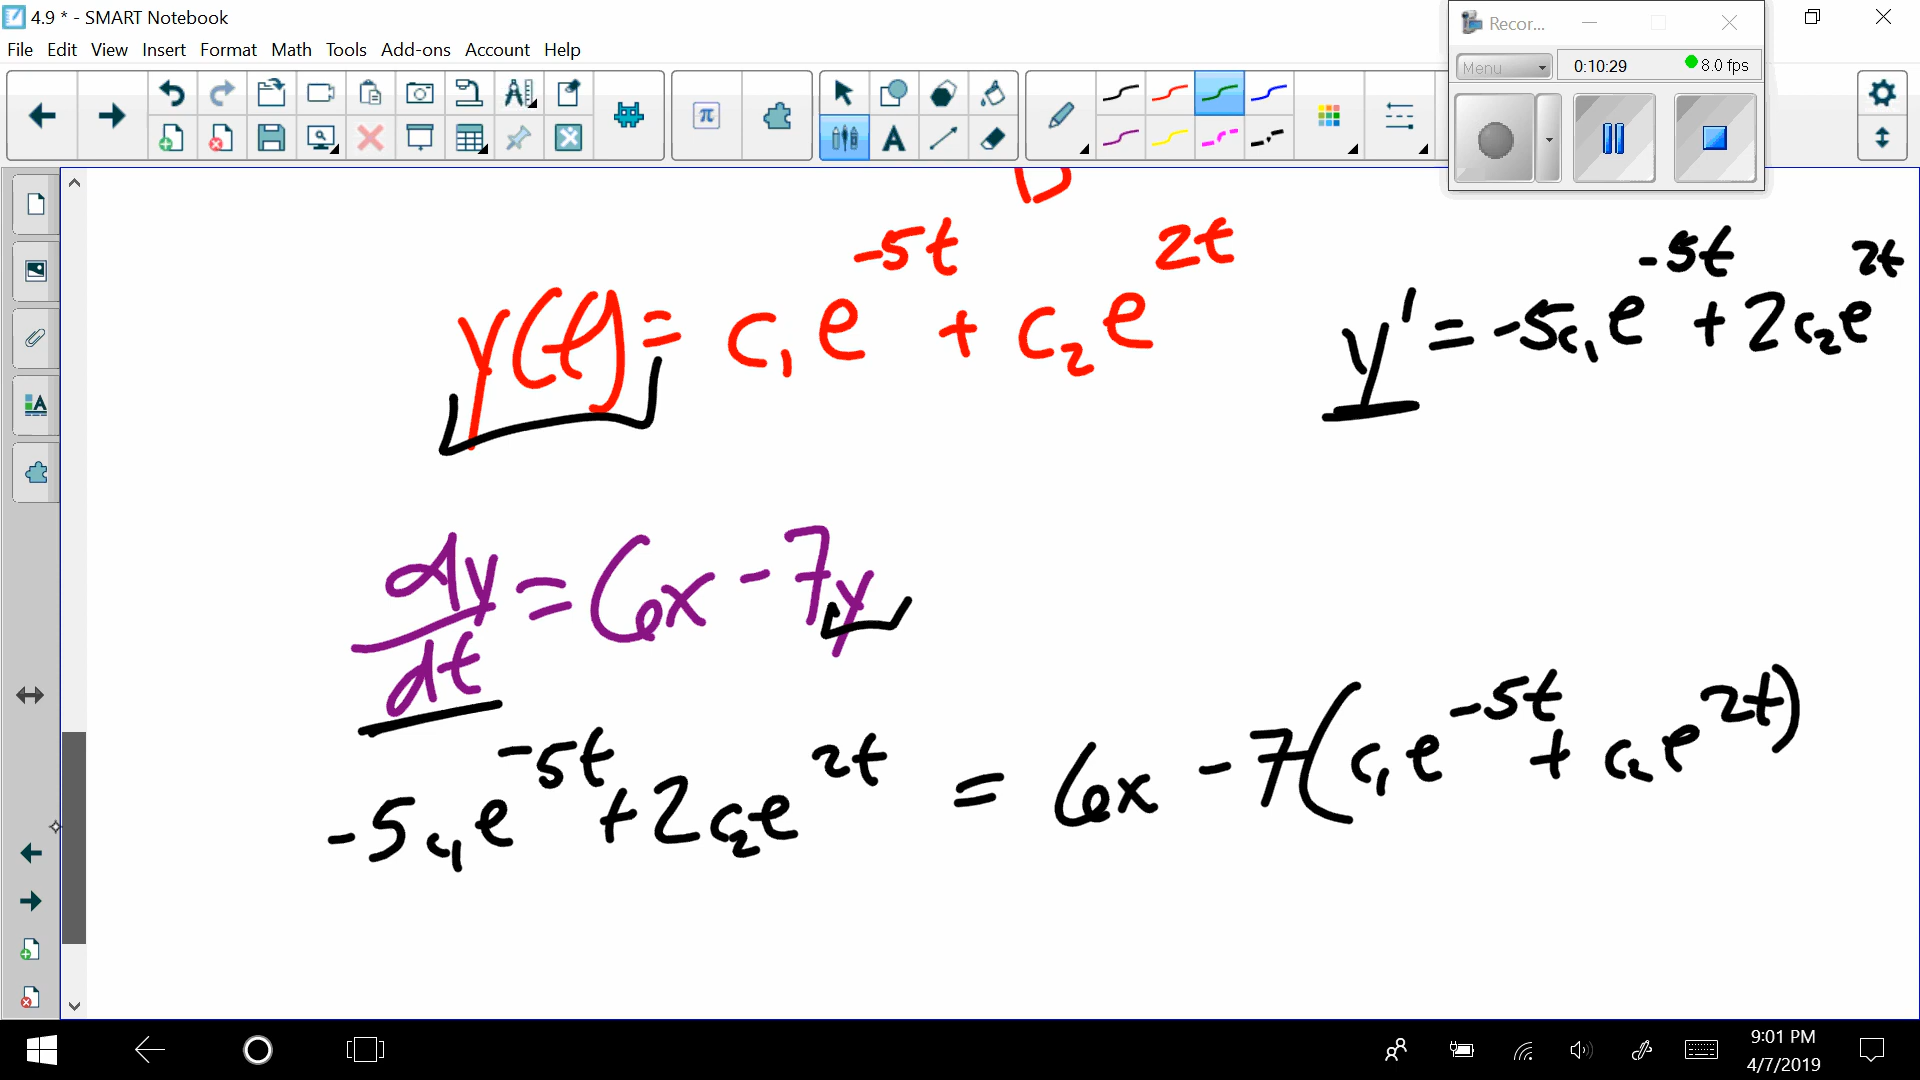 4.9 * - SMART Notebook
Recor...
File Edit View Insert Format Math Tools Add-ons Account Help
Menu 0:10:29 8.0 fps
π
A
A
y(t) = c₁e^-5t + c₂e^2t
y' = -5c₁e^-5t + 2c₂e^2t
dy/dt = 6x - 7y
-5c₁e^-5t + 2c₂e^2t = 6x - 7(c₁e^-5t + c₂e^2t)
9:01 PM
4/7/2019